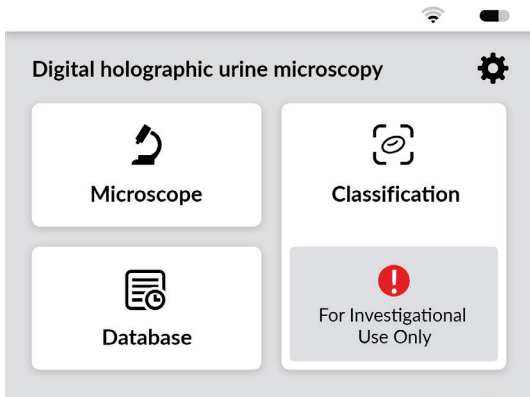 Digital holographic urine microscopy
Microscope
Classification
Database
For Investigational
Use Only